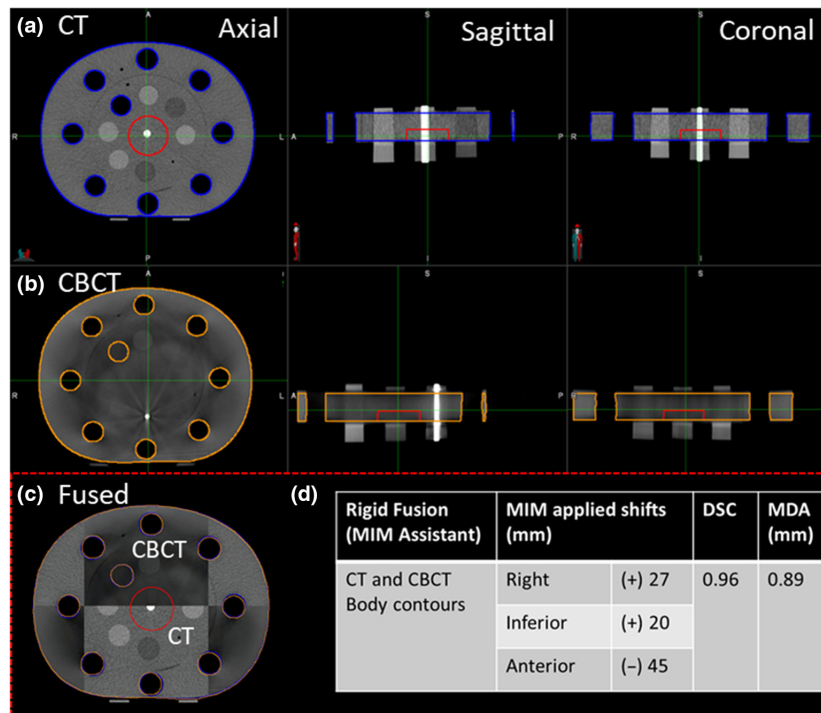 (a) CT Axial Sagittal Coronal
A
S
S
R
L
A
P
R
L
P
I
I
(b) CBCT
A
S
S
R
L
A
P
L
P
(c) Fused
CBCT
CT
(d)
Rigid Fusion (MIM Assistant) MIM applied shifts (mm) DSC MDA (mm)
CT and CBCT Body contours Right (+) 27 0.96 0.89
Inferior (+) 20
Anterior (−) 45